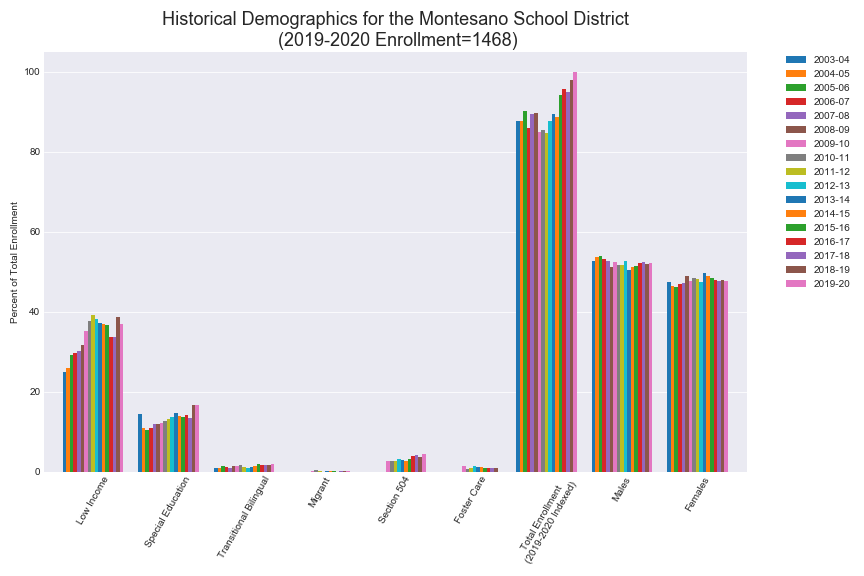 Historical Demographics for the Montesano School District
(2019-2020 Enrollment=1468)
Percent of Total Enrollment
100
80
60
40
20
0
Low Income
Special Education
Transitional Bilingual
Migrant
Section 504
Foster Care
Total Enrollment
(2019-2020 Indexed)
Males
Females
2003-04
2004-05
2005-06
2006-07
2007-08
2008-09
2009-10
2010-11
2011-12
2012-13
2013-14
2014-15
2015-16
2016-17
2017-18
2018-19
2019-20